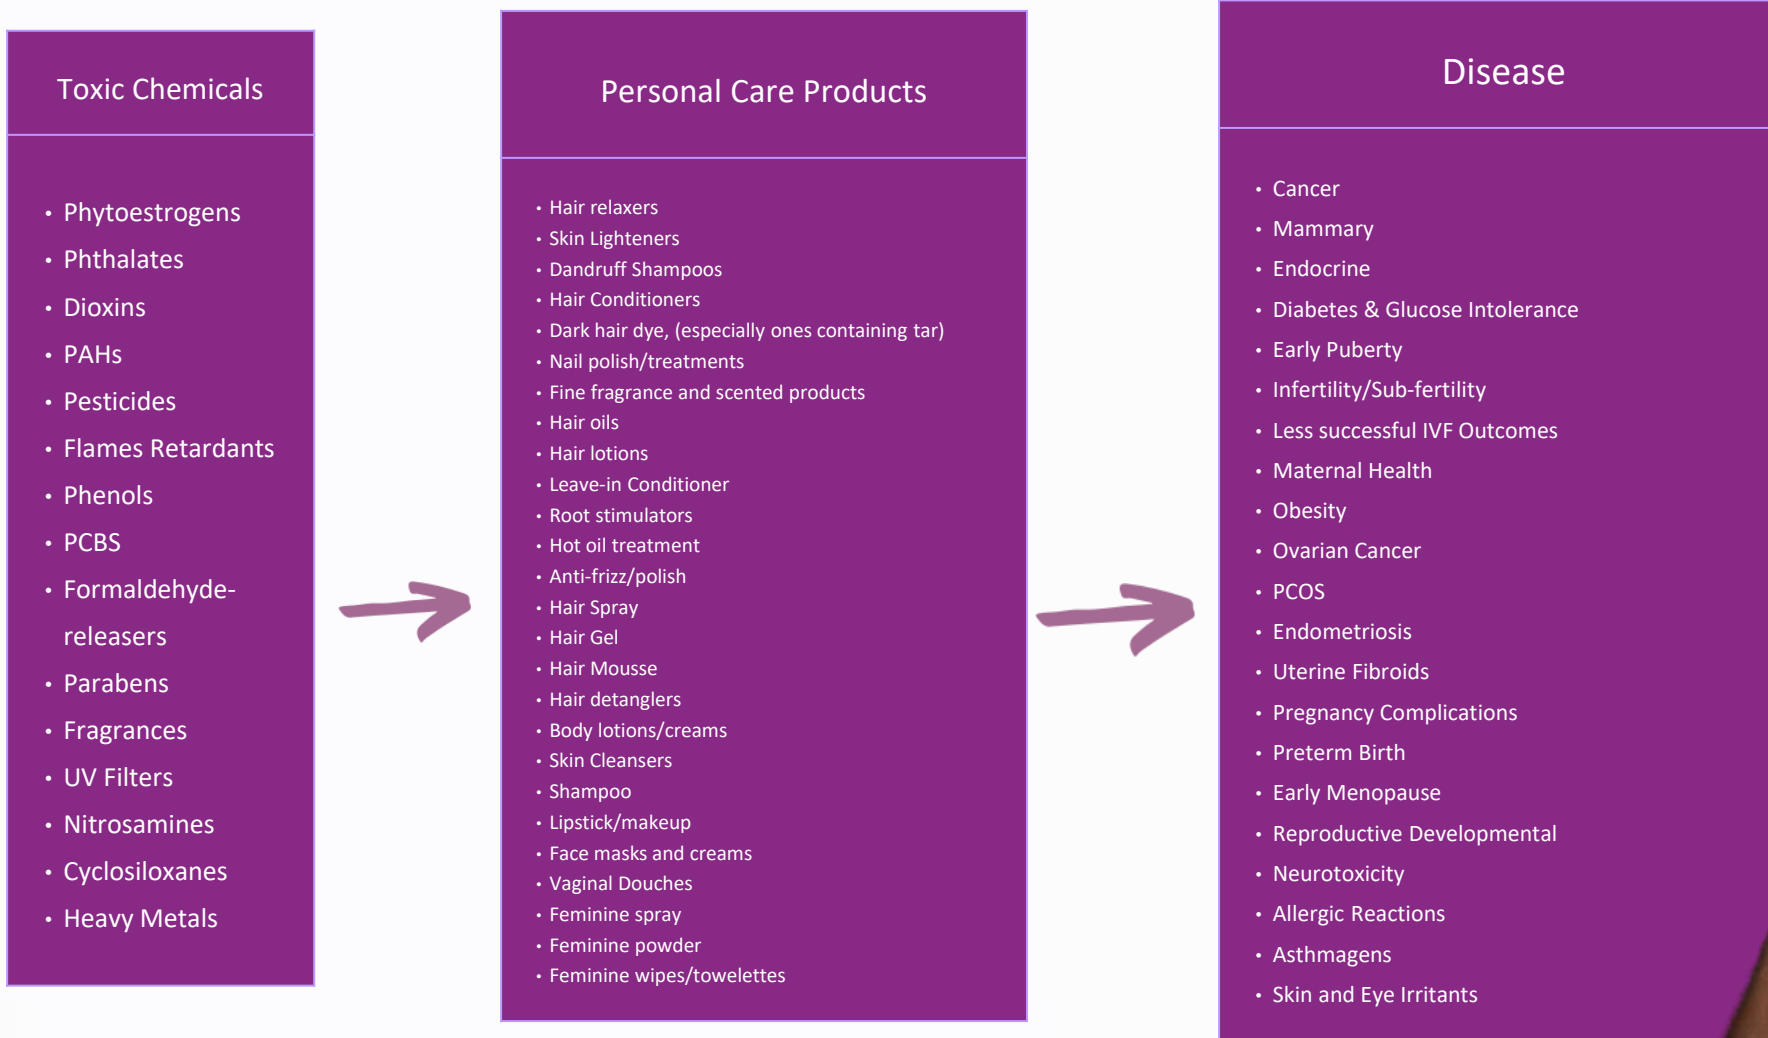 Toxic Chemicals
• Phytoestrogens
• Phthalates
• Dioxins
• PAHs
• Pesticides
• Flames Retardants
• Phenols
• PCBS
• Formaldehyde-
releasers
• Parabens
• Fragrances
• UV Filters
• Nitrosamines
• Cyclosiloxanes
• Heavy Metals
Personal Care Products
• Hair relaxers
• Skin Lighteners
• Dandruff Shampoos
• Hair Conditioners
• Dark hair dye, (especially ones containing tar)
• Nail polish/treatments
• Fine fragrance and scented products
• Hair oils
• Hair lotions
• Leave-in Conditioner
• Root stimulators
• Hot oil treatment
• Anti-frizz/polish
• Hair Spray
• Hair Gel
• Hair Mousse
• Hair detanglers
• Body lotions/creams
• Skin Cleansers
• Shampoo
• Lipstick/makeup
• Face masks and creams
• Vaginal Douches
• Feminine spray
• Feminine powder
• Feminine wipes/towelettes
Disease
• Cancer
• Mammary
• Endocrine
• Diabetes & Glucose Intolerance
• Early Puberty
• Infertility/Sub-fertility
• Less successful IVF Outcomes
• Maternal Health
• Obesity
• Ovarian Cancer
• PCOS
• Endometriosis
• Uterine Fibroids
• Pregnancy Complications
• Preterm Birth
• Early Menopause
• Reproductive Developmental
• Neurotoxicity
• Allergic Reactions
• Asthmagens
• Skin and Eye Irritants